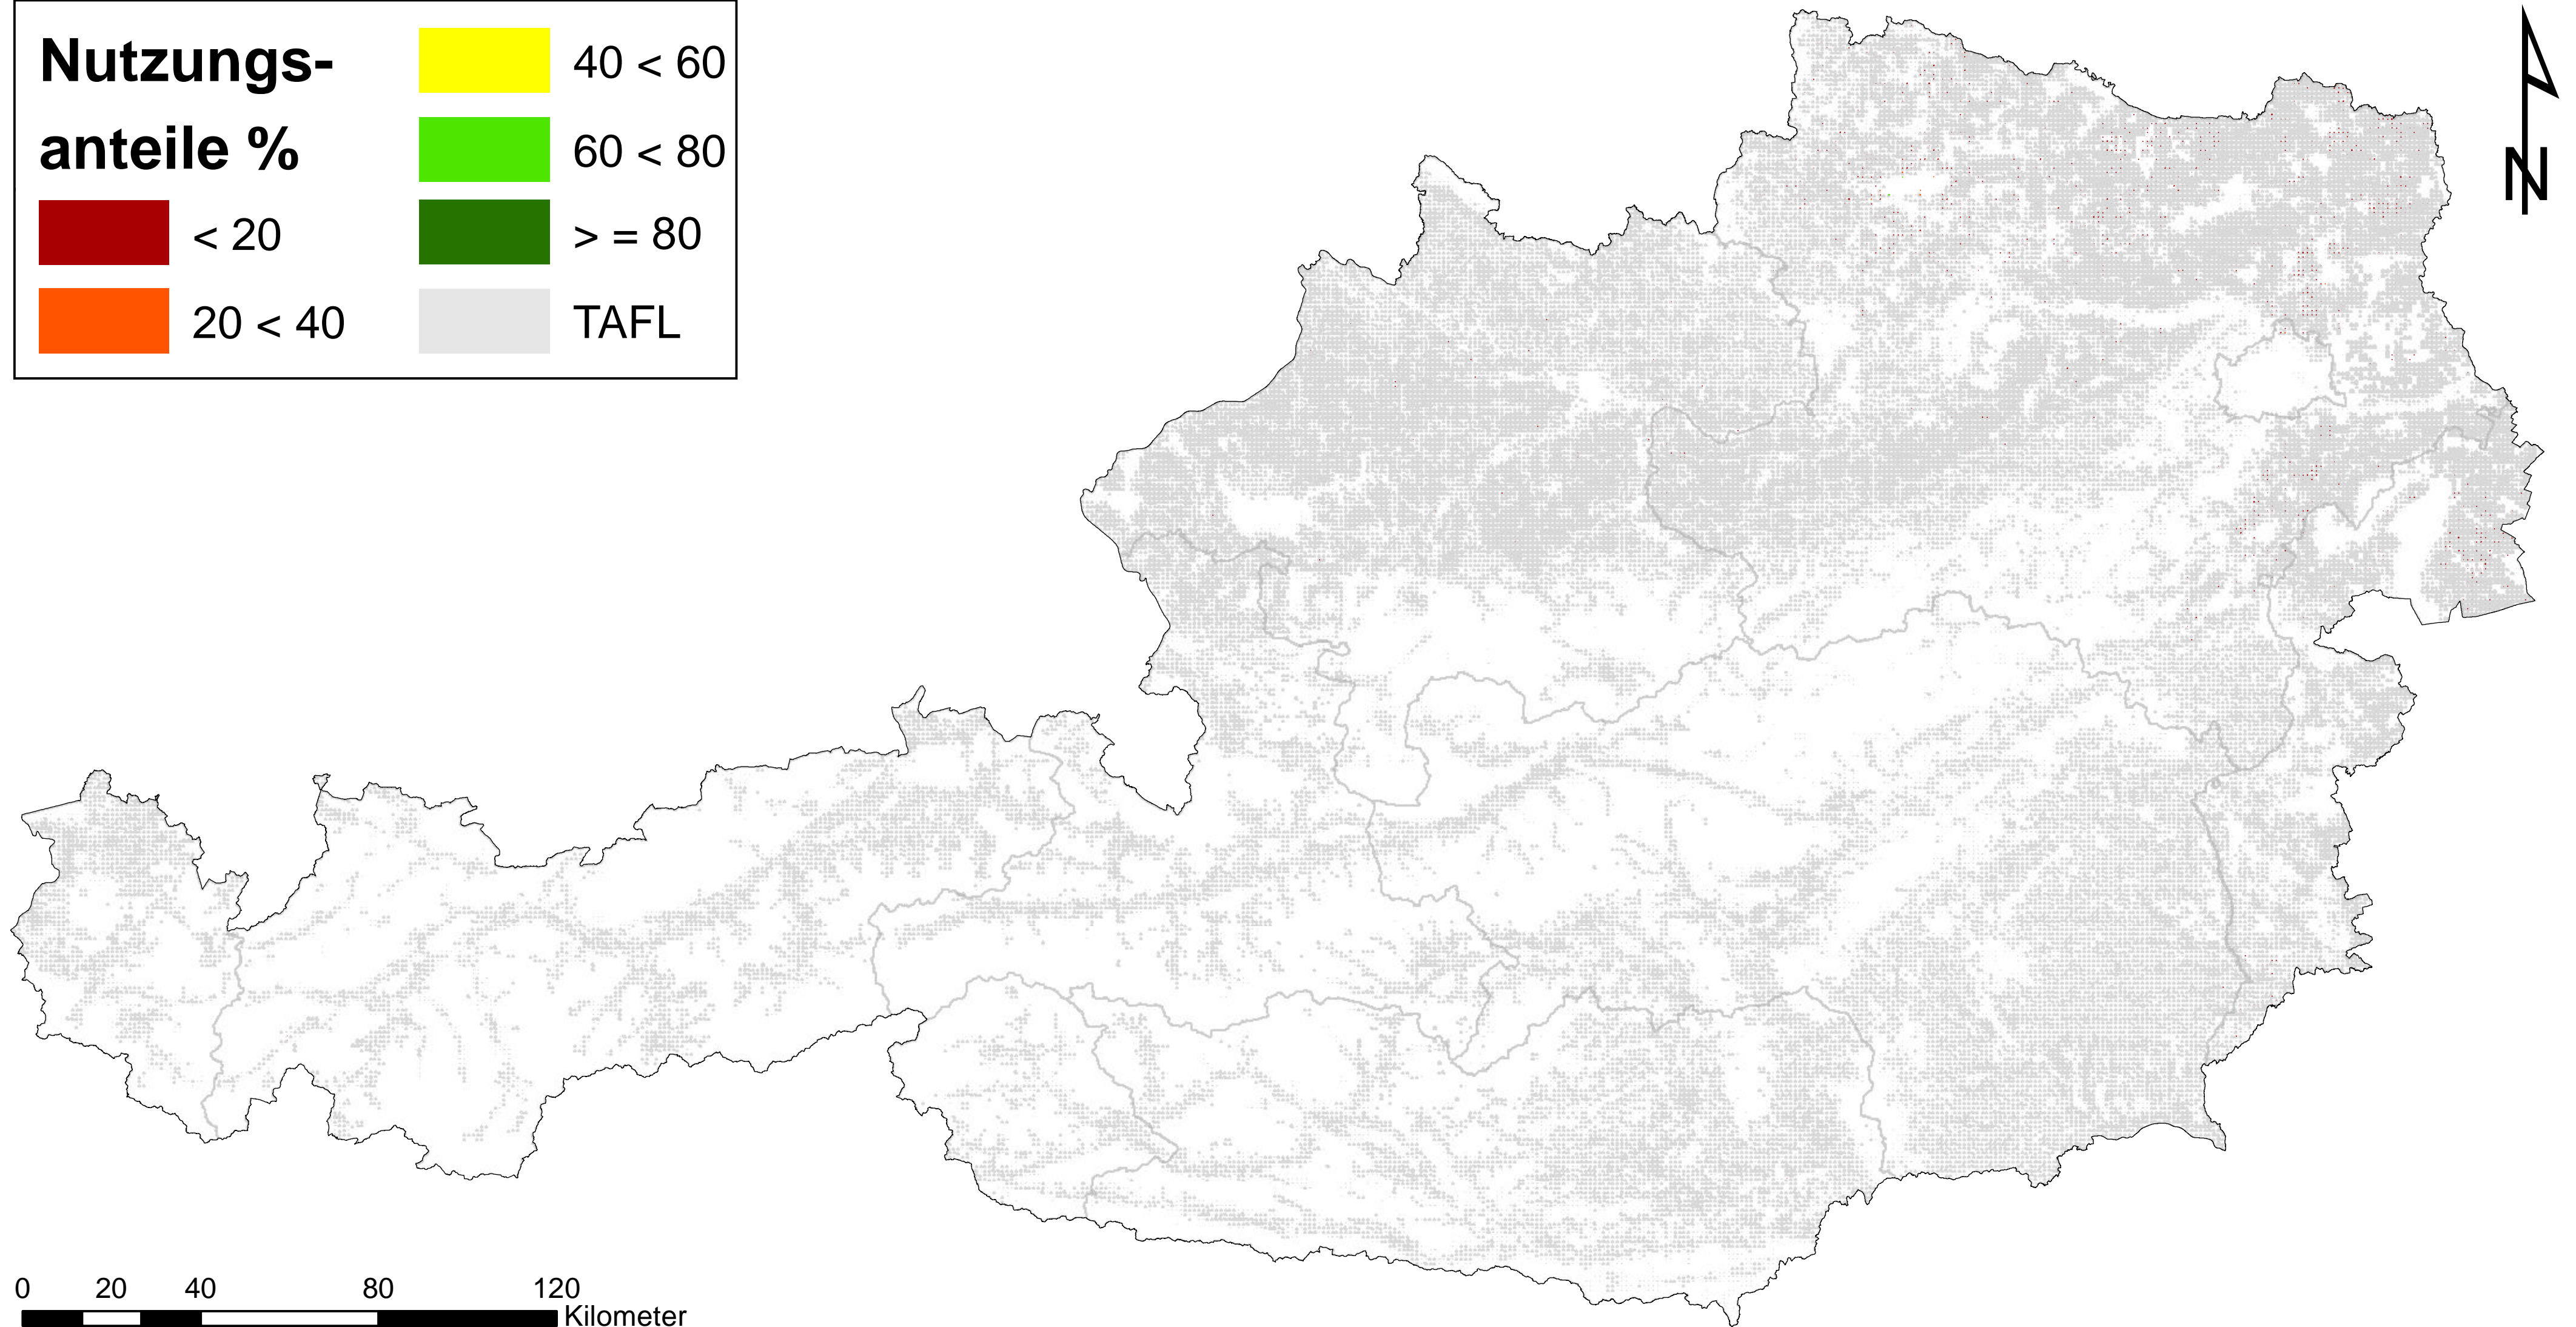 Nutzungs-
anteile %
< 20
20 < 40
40 < 60
60 < 80
> = 80
TAFL
N
0 20 40 80 120
Kilometer